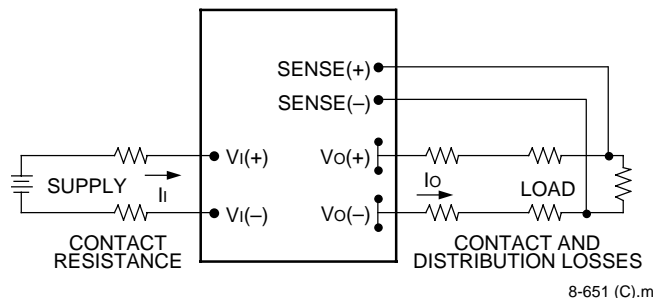 SENSE(+)
SENSE(–)
VI(+)
VO(+)
SUPPLY
II
IO
LOAD
VI(–)
VO(–)
CONTACT
RESISTANCE
CONTACT AND
DISTRIBUTION LOSSES
8-651 (C).m